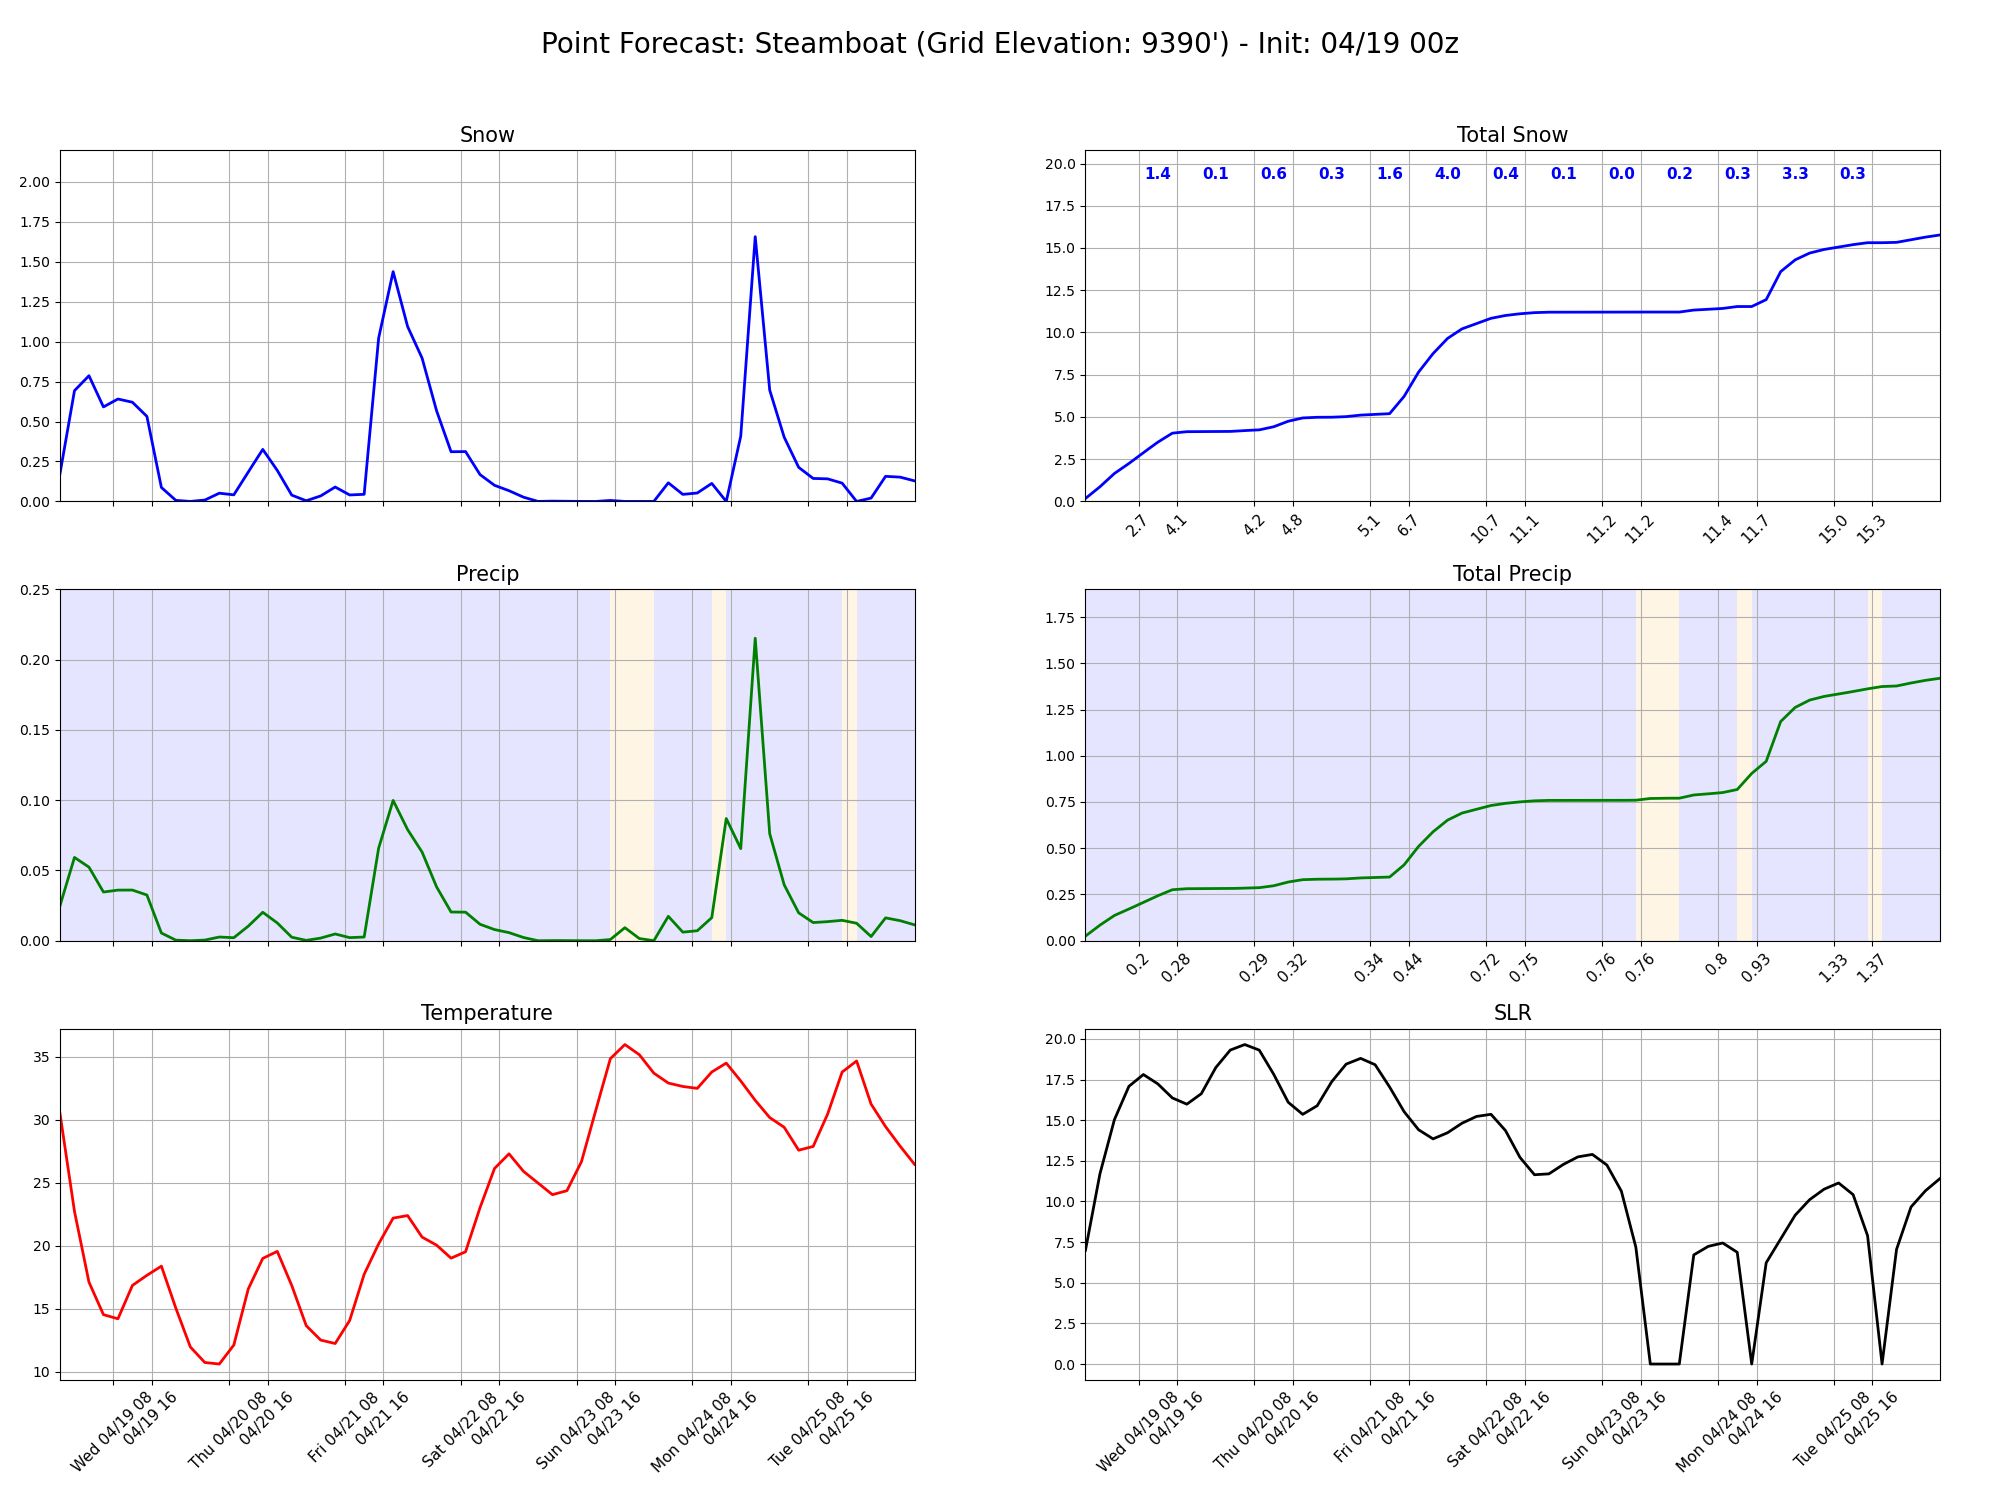 Point Forecast: Steamboat (Grid Elevation: 9390') - Init: 04/19 00z
Snow
2.00
1.75
1.50
1.25
1.00
0.75
0.50
0.25
0.00
Total Snow
20.0
17.5
15.0
12.5
10.0
7.5
5.0
2.5
0.0
1.4 0.1 0.6 0.3 1.6 4.0 0.4 0.1 0.0 0.2 0.3 3.3 0.3
2.7 4.1 4.2 4.8 5.1 6.7 10.7 11.1 11.2 11.2 11.4 11.7 15.0 15.3
Precip
0.25
0.20
0.15
0.10
0.05
0.00
Total Precip
1.75
1.50
1.25
1.00
0.75
0.50
0.25
0.00
0.2 0.28 0.29 0.32 0.34 0.44 0.72 0.75 0.76 0.76 0.8 0.93 1.33 1.37
Temperature
35
30
25
20
15
10
Wed 04/19 08
04/19 16
Thu 04/20 08
04/20 16
Fri 04/21 08
04/21 16
Sat 04/22 08
04/22 16
Sun 04/23 08
04/23 16
Mon 04/24 08
04/24 16
Tue 04/25 08
04/25 16
SLR
20.0
17.5
15.0
12.5
10.0
7.5
5.0
2.5
0.0
Wed 04/19 08
04/19 16
Thu 04/20 08
04/20 16
Fri 04/21 08
04/21 16
Sat 04/22 08
04/22 16
Sun 04/23 08
04/23 16
Mon 04/24 08
04/24 16
Tue 04/25 08
04/25 16